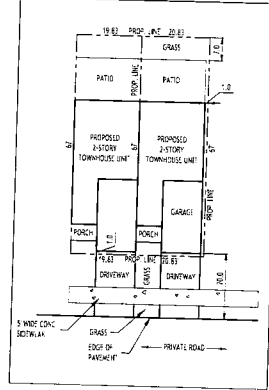 19.83 PROP. LINE 20.83
GRASS
7.0
PATIO
PROP. LINE
PATIO
1.0
PROPOSED
2-STORY
TOWNHOUSE UNIT
PROPOSED
2-STORY
TOWNHOUSE UNIT
67
67
67
GARAGE
PROP. LINE
PORCH
PORCH
1.0
19.83 PROP. LINE 20.83
DRIVEWAY
GRASS
DRIVEWAY
20.0
5' WIDE CONC.
SIDEWLAK
GRASS
EDGE OF
PAVEMENT
PRIVATE ROAD